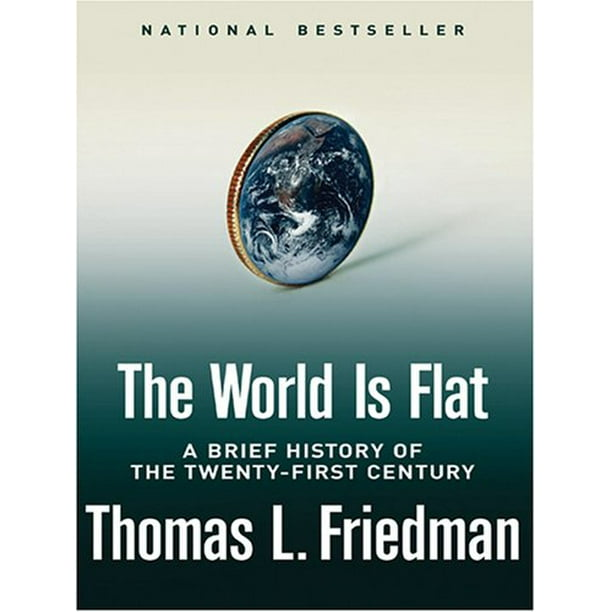 NATIONAL BESTSELLER
The World Is Flat
A BRIEF HISTORY OF
THE TWENTY-FIRST CENTURY
Thomas L. Friedman